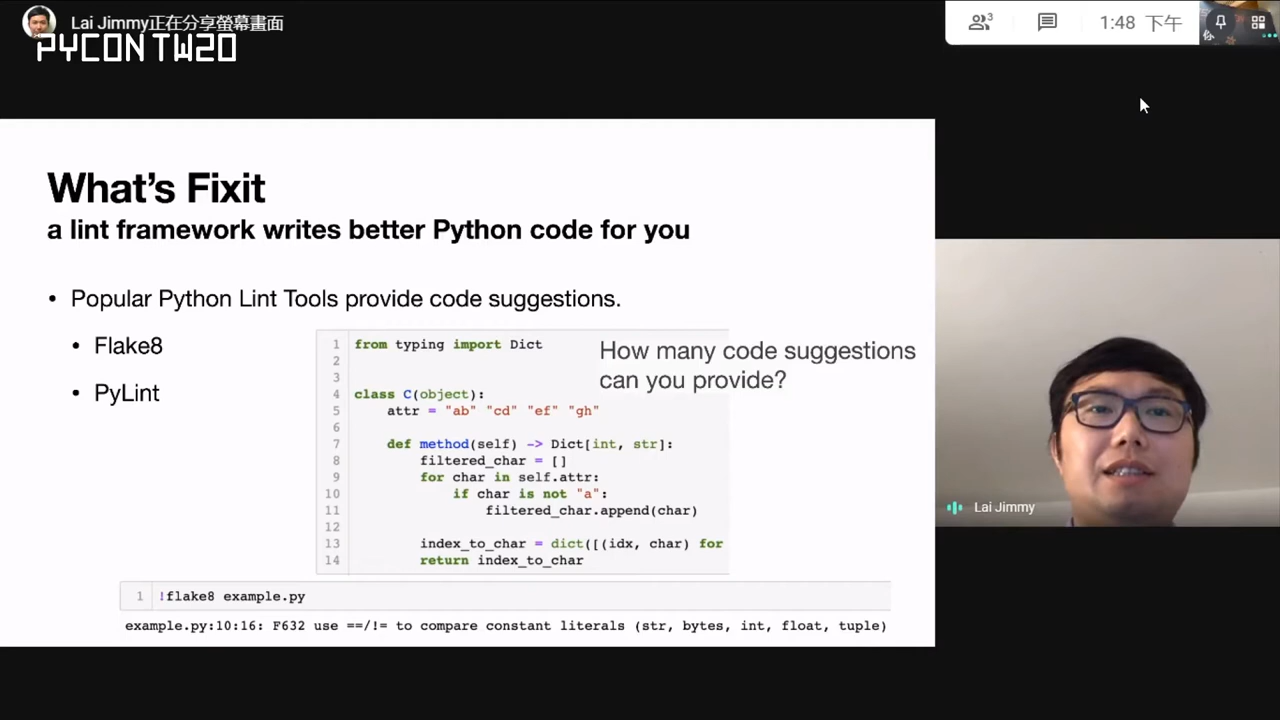 Lai Jimmy正在分享螢幕畫面
PYCON TW20
3
1:48 下午
你
What's Fixit
a lint framework writes better Python code for you
• Popular Python Lint Tools provide code suggestions.
• Flake8
• PyLint
How many code suggestions
can you provide?
1 from typing import Dict
2
3
4 class C(object):
5 attr = "ab" "cd" "ef" "gh"
6
7 def method(self) -> Dict[int, str]:
8 filtered_char = []
9 for char in self.attr:
10 if char is not "a":
11 filtered_char.append(char)
12
13 index_to_char = dict([(idx, char) for
14 return index_to_char
1 !flake8 example.py
example.py:10:16: F632 use ==/!= to compare constant literals (str, bytes, int, float, tuple)
Lai Jimmy